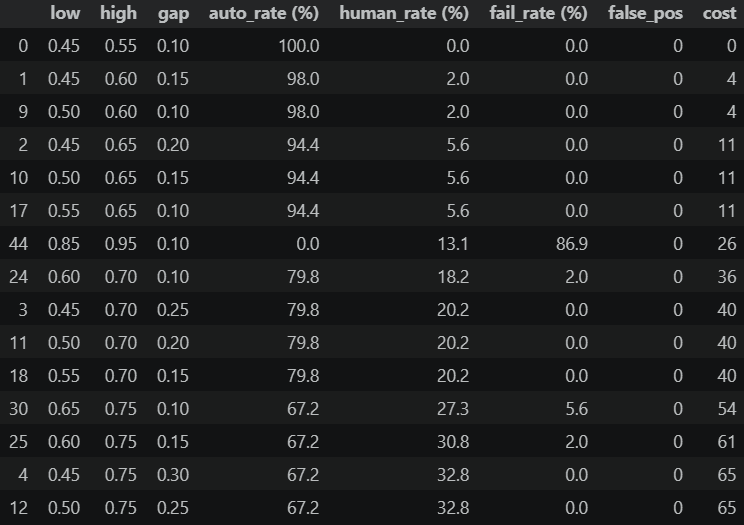 low high gap auto_rate (%) human_rate (%) fail_rate (%) false_pos cost
0 0.45 0.55 0.10 100.0 0.0 0.0 0 0
1 0.45 0.60 0.15 98.0 2.0 0.0 0 4
9 0.50 0.60 0.10 98.0 2.0 0.0 0 4
2 0.45 0.65 0.20 94.4 5.6 0.0 0 11
10 0.50 0.65 0.15 94.4 5.6 0.0 0 11
17 0.55 0.65 0.10 94.4 5.6 0.0 0 11
44 0.85 0.95 0.10 0.0 13.1 86.9 0 26
24 0.60 0.70 0.10 79.8 18.2 2.0 0 36
3 0.45 0.70 0.25 79.8 20.2 0.0 0 40
11 0.50 0.70 0.20 79.8 20.2 0.0 0 40
18 0.55 0.70 0.15 79.8 20.2 0.0 0 40
30 0.65 0.75 0.10 67.2 27.3 5.6 0 54
25 0.60 0.75 0.15 67.2 30.8 2.0 0 61
4 0.45 0.75 0.30 67.2 32.8 0.0 0 65
12 0.50 0.75 0.25 67.2 32.8 0.0 0 65